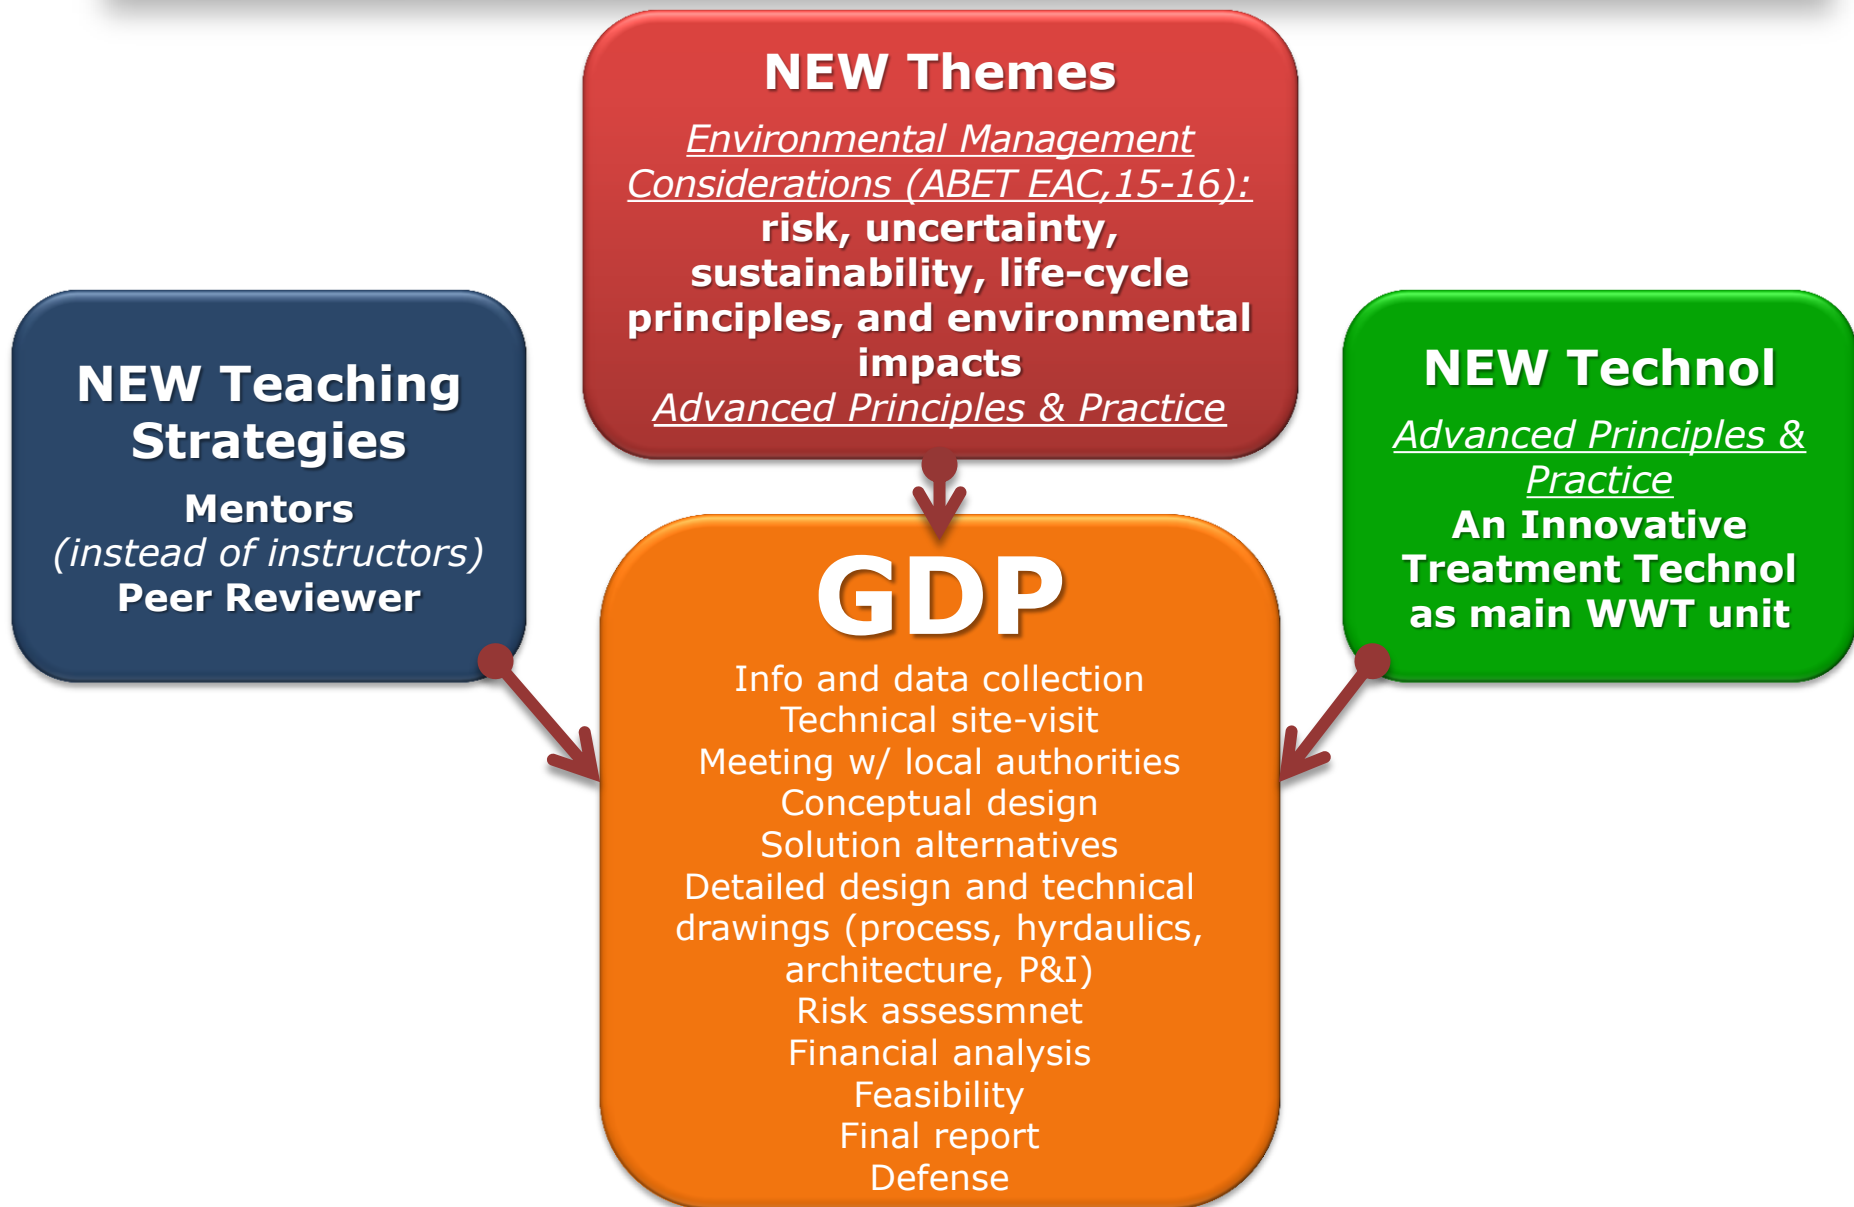 NEW Themes
Environmental Management
Considerations (ABET EAC,15-16):
risk, uncertainty,
sustainability, life-cycle
principles, and environmental
impacts
Advanced Principles & Practice
NEW Teaching
Strategies
Mentors
(instead of instructors)
Peer Reviewer
NEW Technol
Advanced Principles &
Practice
An Innovative
Treatment Technol
as main WWT unit
GDP
Info and data collection
Technical site-visit
Meeting w/ local authorities
Conceptual design
Solution alternatives
Detailed design and technical
drawings (process, hyrdaulics,
architecture, P&I)
Risk assessmnet
Financial analysis
Feasibility
Final report
Defense